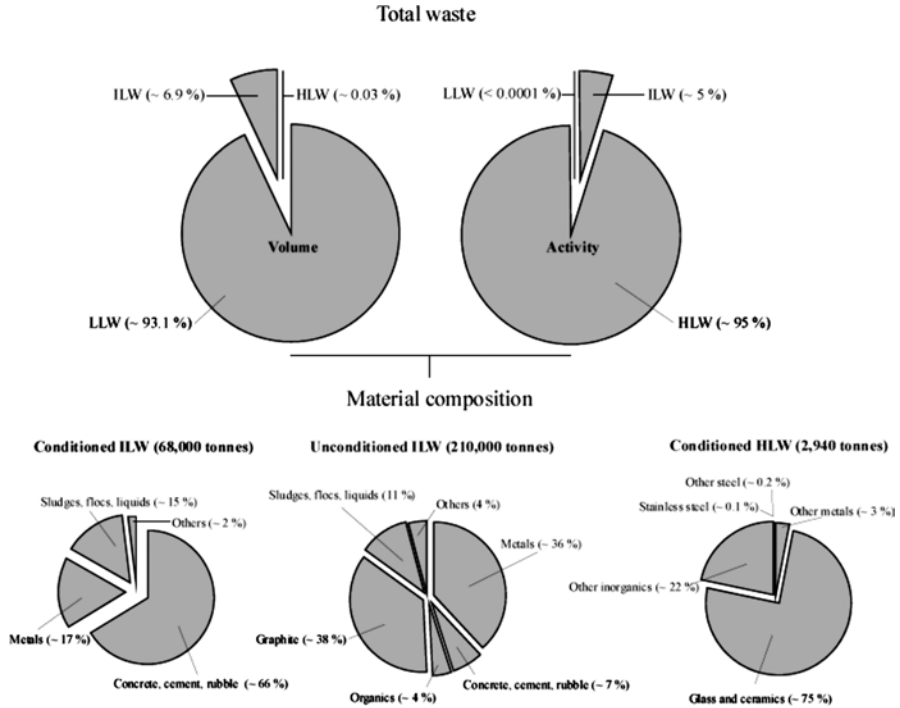 Total waste
ILW (~ 6.9 %)
HLW (~ 0.03 %)
LLW (< 0.0001 %)
ILW (~ 5 %)
Volume
Activity
LLW (~ 93.1 %)
HLW (~ 95 %)
Material composition
Conditioned ILW (68,000 tonnes)
Unconditioned ILW (210,000 tonnes)
Conditioned HLW (2,940 tonnes)
Sludges, flocs, liquids (~ 15 %)
Others (~ 2 %)
Metals (~ 17 %)
Concrete, cement, rubble (~ 66 %)
Sludges, flocs, liquids (11 %)
Others (4 %)
Metals (~ 36 %)
Graphite (~ 38 %)
Organics (~ 4 %)
Concrete, cement, rubble (~ 7 %)
Other steel (~ 0.2 %)
Stainless steel (~ 0.1 %)
Other metals (~ 3 %)
Other inorganics (~ 22 %)
Glass and ceramics (~ 75 %)